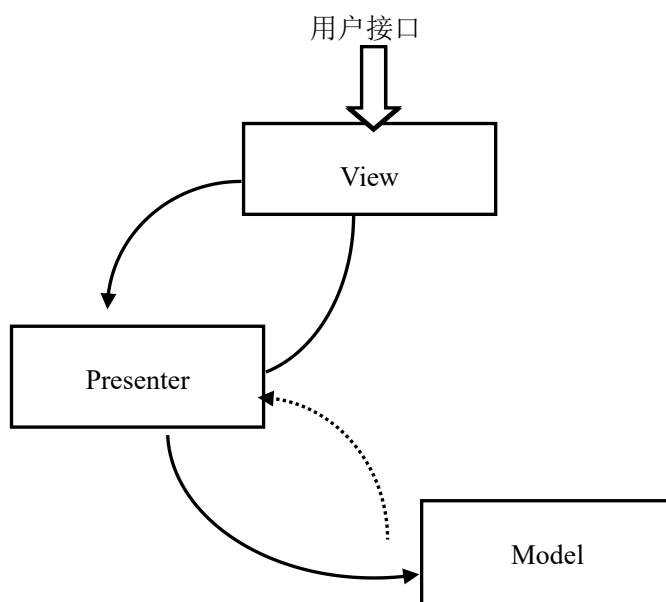 用户接口
View
Presenter
Model